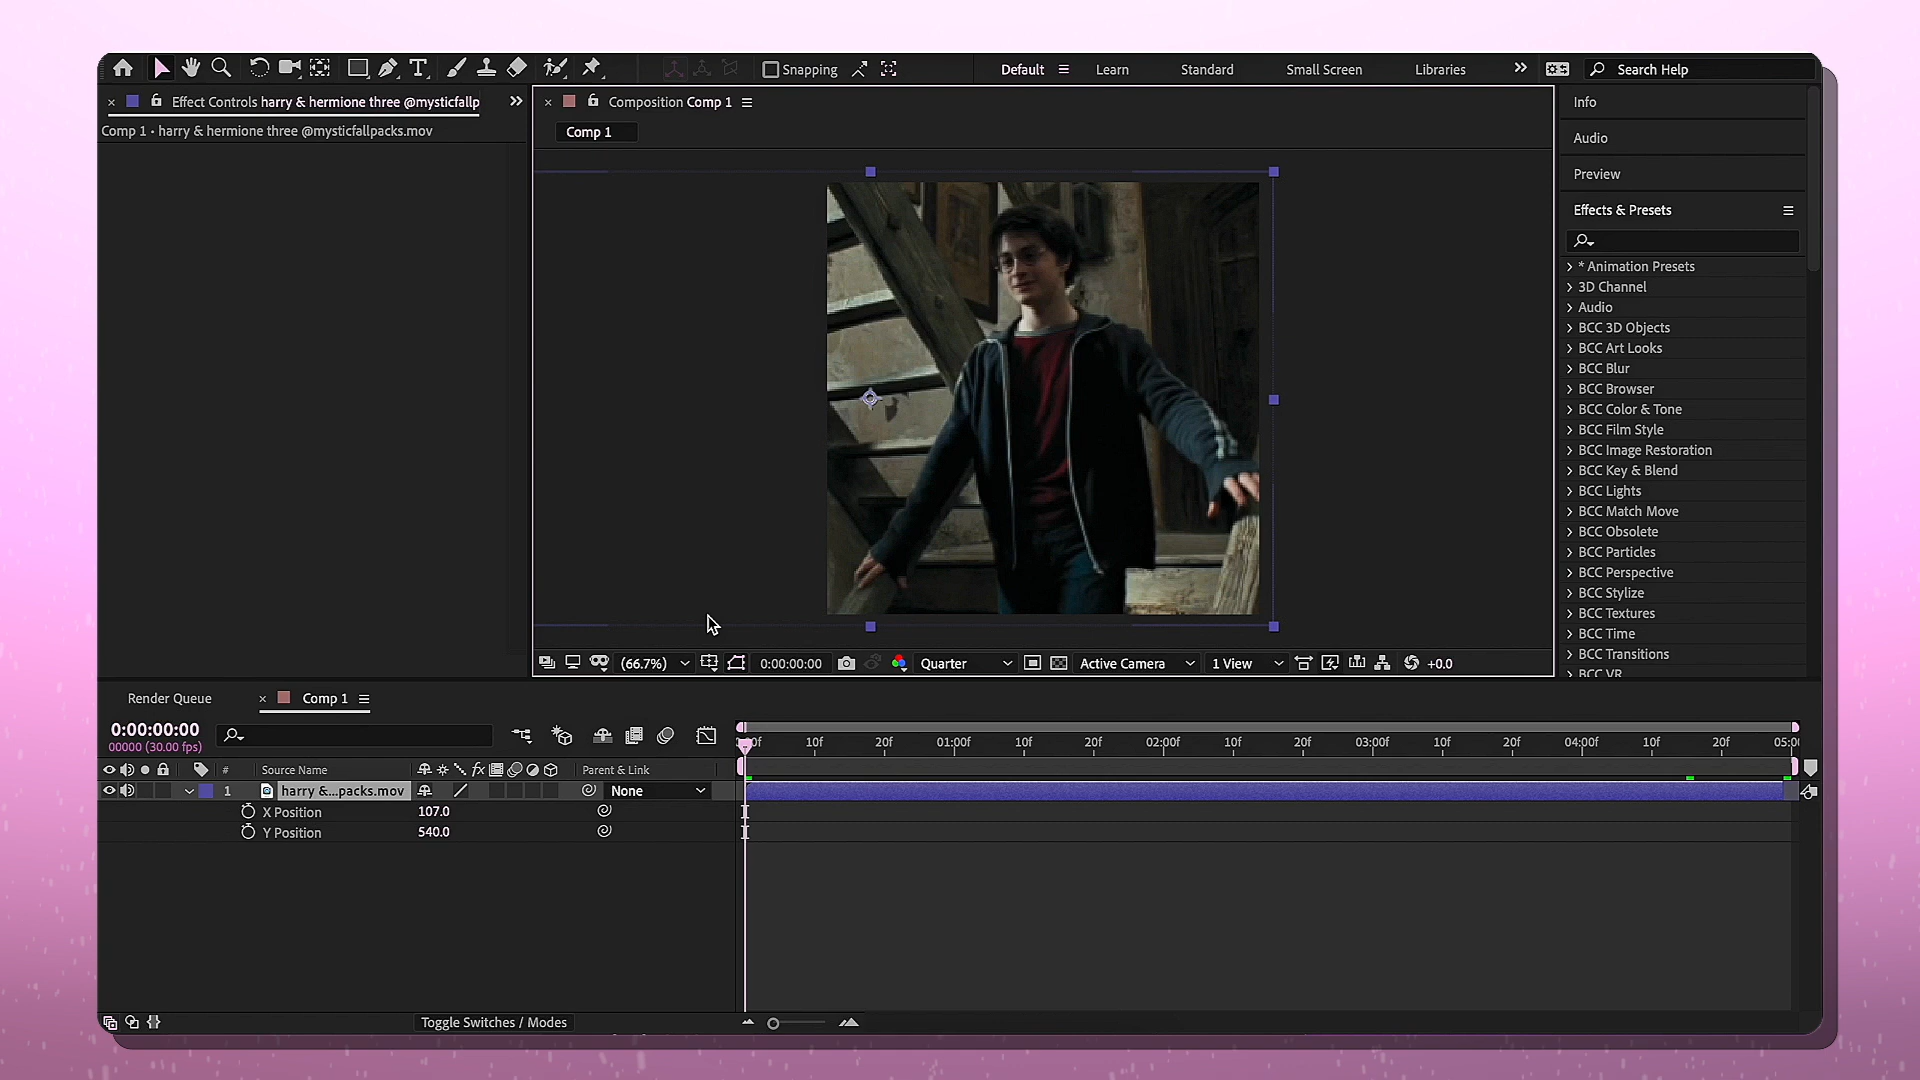 Snapping
Default
Learn
Standard
Small Screen
Libraries
Search Help
Effect Controls harry & hermione three @mysticfallp
Composition Comp 1
Info
Comp 1 • harry & hermione three @mysticfallpacks.mov
Comp 1
Audio
Preview
Effects & Presets
* Animation Presets
3D Channel
Audio
BCC 3D Objects
BCC Art Looks
BCC Blur
BCC Browser
BCC Color & Tone
BCC Film Style
BCC Image Restoration
BCC Key & Blend
BCC Lights
BCC Match Move
BCC Obsolete
BCC Particles
BCC Perspective
BCC Stylize
BCC Textures
BCC Time
BCC Transitions
BCC VR
(66.7%)
0:00:00:00
Quarter
Active Camera
1 View
+0.0
Render Queue
Comp 1
0:00:00:00
00000 (30.00 fps)
10f
20f
01:00f
10f
20f
02:00f
10f
20f
03:00f
10f
20f
04:00f
10f
20f
05:00
#
Source Name
fx
Parent & Link
1
harry &...packs.mov
None
X Position
107.0
Y Position
540.0
Toggle Switches / Modes